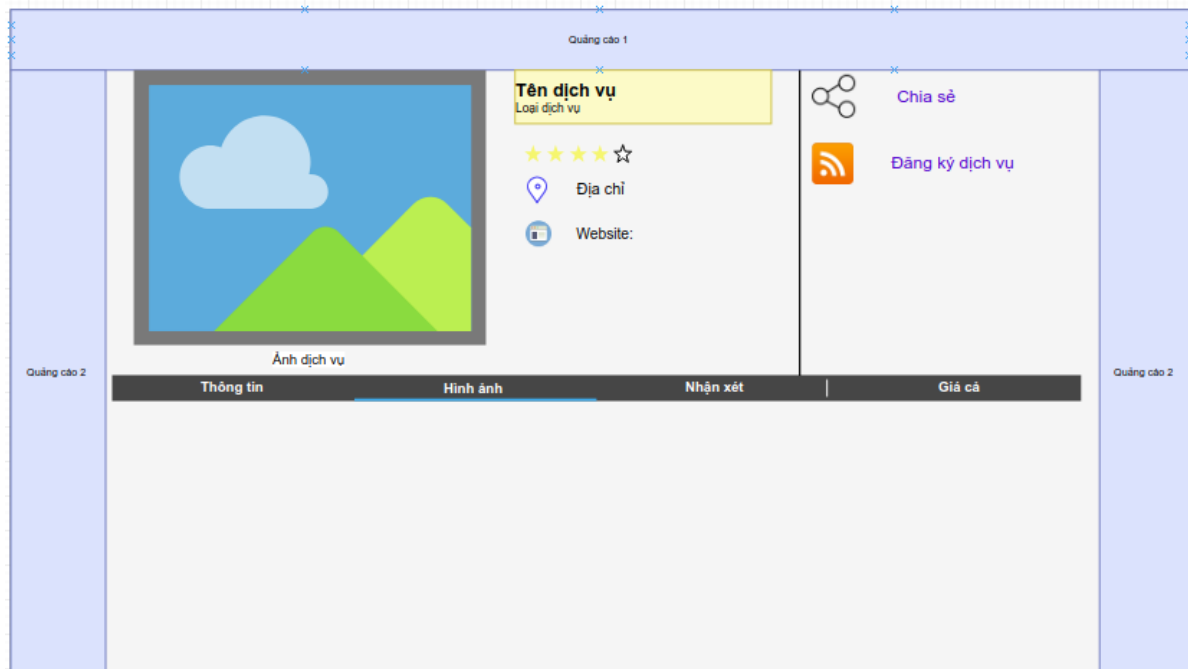 Quảng cáo 1
Tên dịch vụ
Loại dịch vụ
Chia sẻ
Đăng ký dịch vụ
Địa chỉ
Website:
Ảnh dịch vụ
Quảng cáo 2
Quảng cáo 2
Thông tin
Hình ảnh
Nhận xét
Giá cả